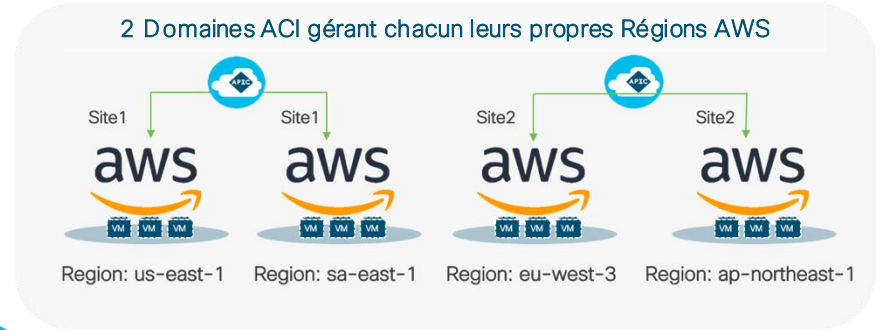 2 Domaines ACI gérant chacun leurs propres Régions AWS
APIC APIC
Site1 Site1 Site2 Site2
aws aws aws aws
VM VM VM VM VM VM VM VM VM VM VM VM
Region: us-east-1 Region: sa-east-1 Region: eu-west-3 Region: ap-northeast-1